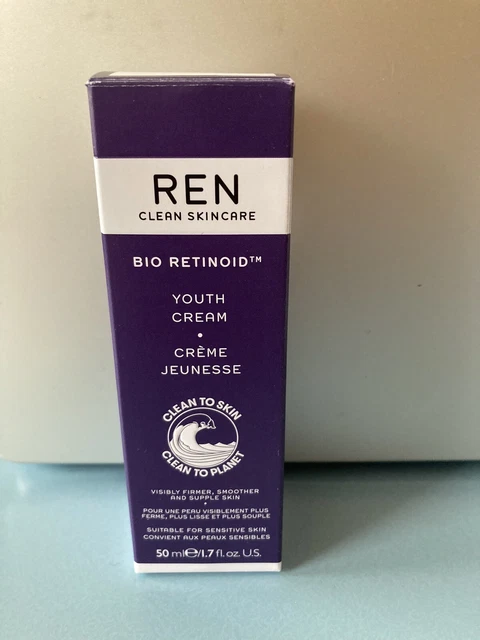 REN
CLEAN SKINCARE
BIO RETINOID™
YOUTH
CREAM
•
CRÈME
JEUNESSE
CLEAN TO SKIN
CLEAN TO PLANET
VISIBLY FIRMER, SMOOTHER
AND SUPPLE SKIN
•
POUR UNE PEAU VISIBLEMENT PLUS
FERME, PLUS LISSE ET PLUS SOUPLE
SUITABLE FOR SENSITIVE SKIN
CONVIENT AUX PEAUX SENSIBLES
50 ml℮/1.7 fl. oz. U.S.